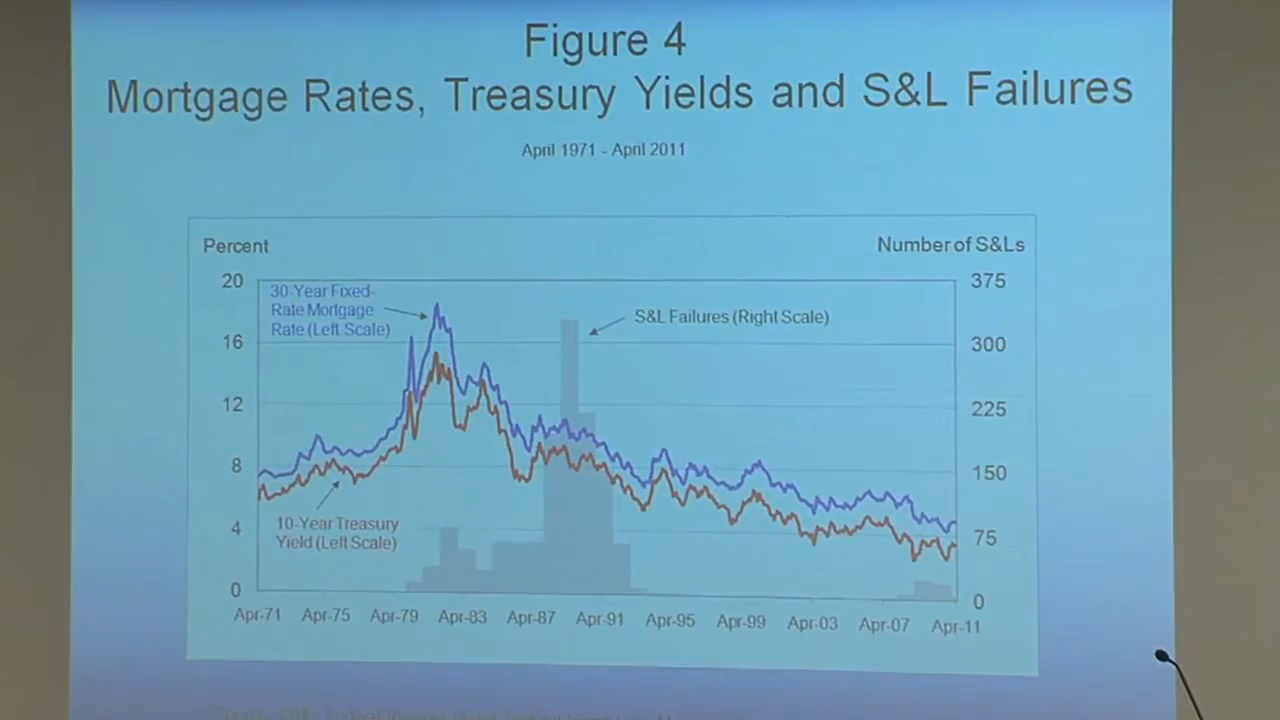 Figure 4
Mortgage Rates, Treasury Yields and S&L Failures
April 1971 - April 2011
Percent
Number of S&Ls
20
375
30-Year Fixed-
Rate Mortgage
Rate (Left Scale)
S&L Failures (Right Scale)
16
300
12
225
8
150
10-Year Treasury
Yield (Left Scale)
4
75
0
0
Apr-71 Apr-75 Apr-79 Apr-83 Apr-87 Apr-91 Apr-95 Apr-99 Apr-03 Apr-07 Apr-11